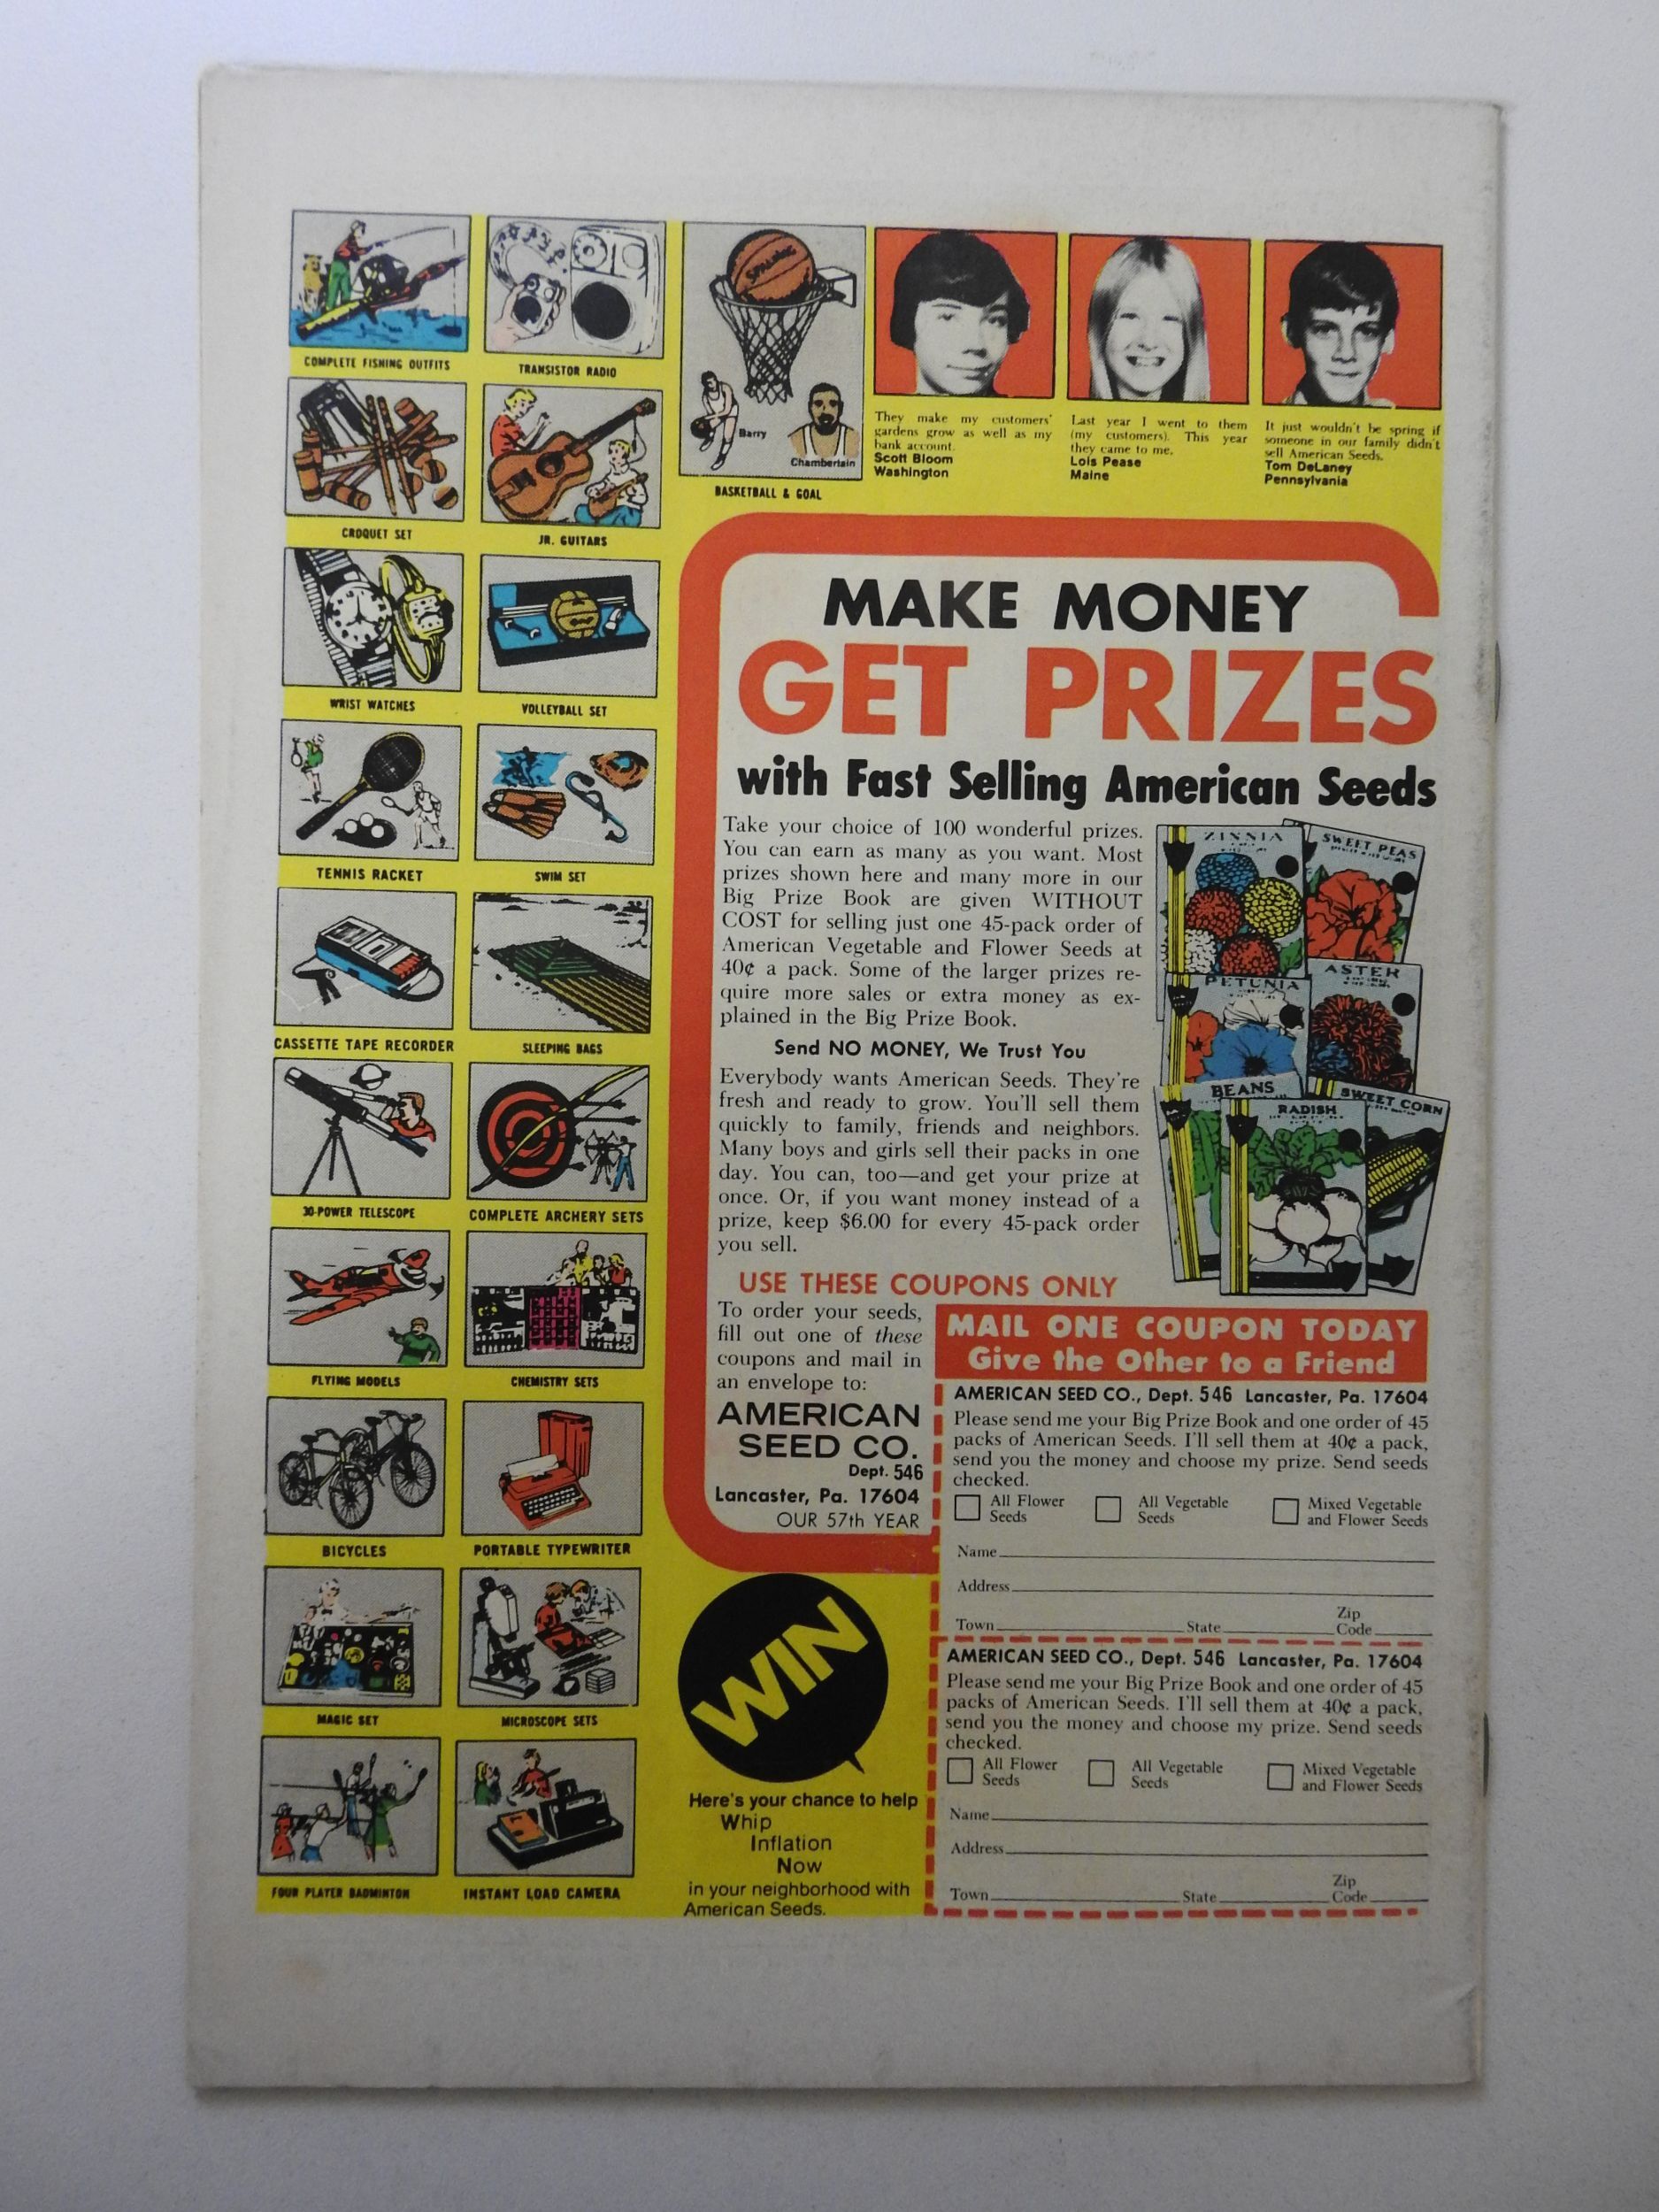 COMPLETE FISHING OUTFITS
TRANSISTOR RADIO
CROQUET SET
JR. GUITARS
WRIST WATCHES
VOLLEYBALL SET
TENNIS RACKET
SWIM SET
CASSETTE TAPE RECORDER
SLEEPING BAGS
30-POWER TELESCOPE
COMPLETE ARCHERY SETS
FLYING MODELS
CHEMISTRY SETS
BICYCLES
PORTABLE TYPEWRITER
MAGIC SET
MICROSCOPE SETS
FOUR PLAYER BADMINTON
INSTANT LOAD CAMERA
SPALDING
Barry
Chamberlain
BASKETBALL & GOAL
They make my customers'
gardens grow as well as my
bank account.
Scott Bloom
Washington
Last year I went to them
(my customers). This year
they came to me.
Lois Pease
Maine
It just wouldn't be spring if
someone in our family didn't
sell American Seeds.
Tom DeLaney
Pennsylvania
MAKE MONEY
GET PRIZES
with Fast Selling American Seeds
Take your choice of 100 wonderful prizes.
You can earn as many as you want. Most
prizes shown here and many more in our
Big Prize Book are given WITHOUT
COST for selling just one 45-pack order of
American Vegetable and Flower Seeds at
40¢ a pack. Some of the larger prizes re-
quire more sales or extra money as ex-
plained in the Big Prize Book.
Send NO MONEY, We Trust You
Everybody wants American Seeds. They're
fresh and ready to grow. You'll sell them
quickly to family, friends and neighbors.
Many boys and girls sell their packs in one
day. You can, too—and get your prize at
once. Or, if you want money instead of a
prize, keep $6.00 for every 45-pack order
you sell.
ZINNIA
SWEET PEAS
PETUNIA
ASTER
BEANS
RADISH
SWEET CORN
USE THESE COUPONS ONLY
To order your seeds,
fill out one of these
coupons and mail in
an envelope to:
AMERICAN
SEED CO.
Dept. 546
Lancaster, Pa. 17604
OUR 57th YEAR
MAIL ONE COUPON TODAY
Give the Other to a Friend
AMERICAN SEED CO., Dept. 546 Lancaster, Pa. 17604
Please send me your Big Prize Book and one order of 45
packs of American Seeds. I'll sell them at 40¢ a pack,
send you the money and choose my prize. Send seeds
checked.
All Flower Seeds
All Vegetable Seeds
Mixed Vegetable and Flower Seeds
Name
Address
Town State Zip Code
AMERICAN SEED CO., Dept. 546 Lancaster, Pa. 17604
Please send me your Big Prize Book and one order of 45
packs of American Seeds. I'll sell them at 40¢ a pack,
send you the money and choose my prize. Send seeds
checked.
All Flower Seeds
All Vegetable Seeds
Mixed Vegetable and Flower Seeds
Name
Address
Town State Zip Code
WIN
Here's your chance to help
Whip
Inflation
Now
in your neighborhood with
American Seeds.